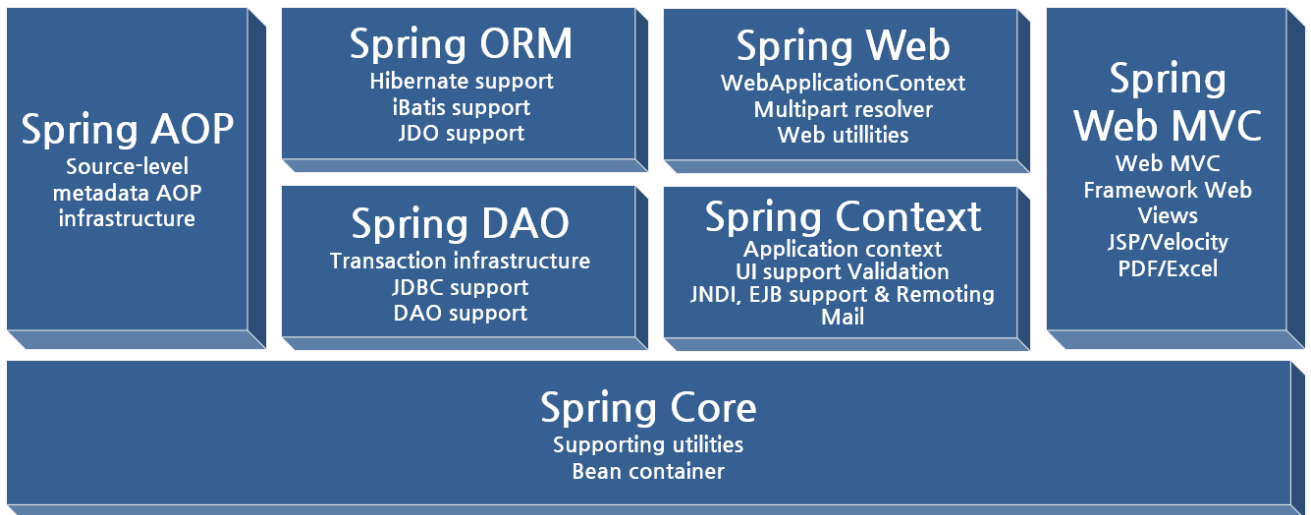 Spring AOP
Source-level
metadata AOP
infrastructure
Spring ORM
Hibernate support
iBatis support
JDO support
Spring Web
WebApplicationContext
Multipart resolver
Web utillities
Spring
Web MVC
Web MVC
Framework Web
Views
JSP/Velocity
PDF/Excel
Spring DAO
Transaction infrastructure
JDBC support
DAO support
Spring Context
Application context
UI support Validation
JNDI, EJB support & Remoting
Mail
Spring Core
Supporting utilities
Bean container